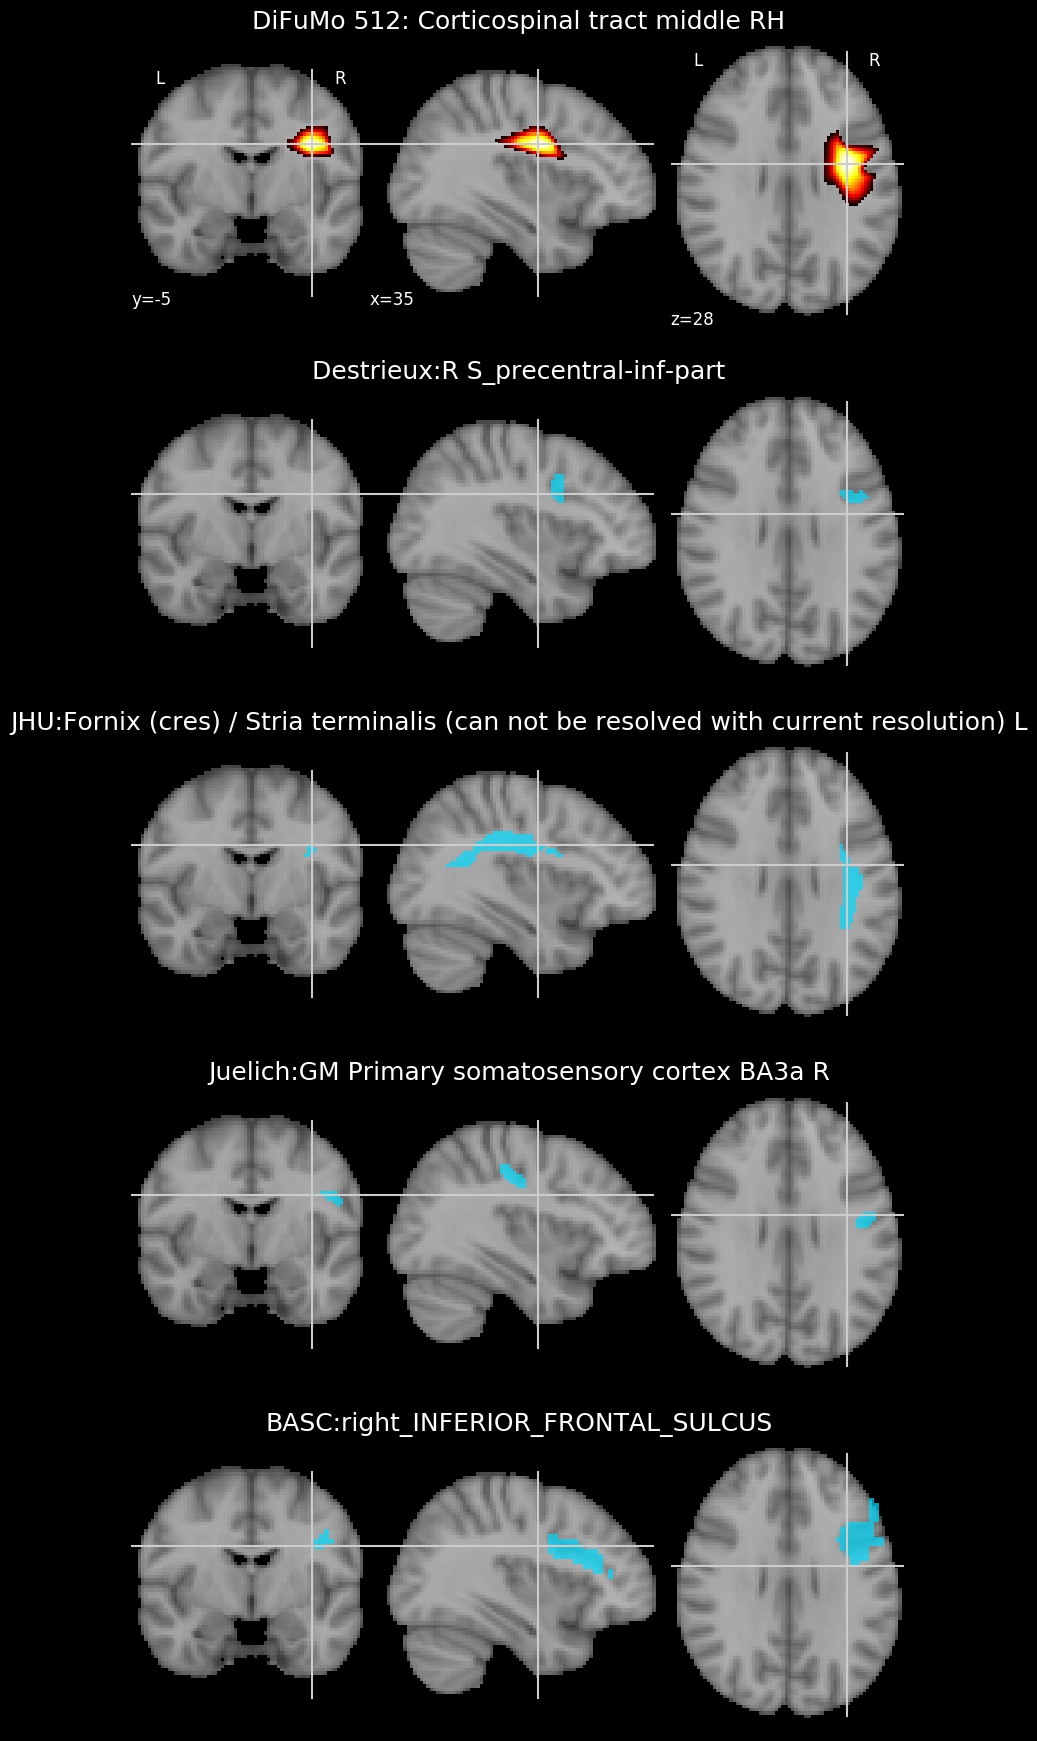 DiFuMo 512: Corticospinal tract middle RH
L R L R
y=-5 x=35 z=28
Destrieux:R S_precentral-inf-part
JHU:Fornix (cres) / Stria terminalis (can not be resolved with current resolution) L
Juelich:GM Primary somatosensory cortex BA3a R
BASC:right_INFERIOR_FRONTAL_SULCUS